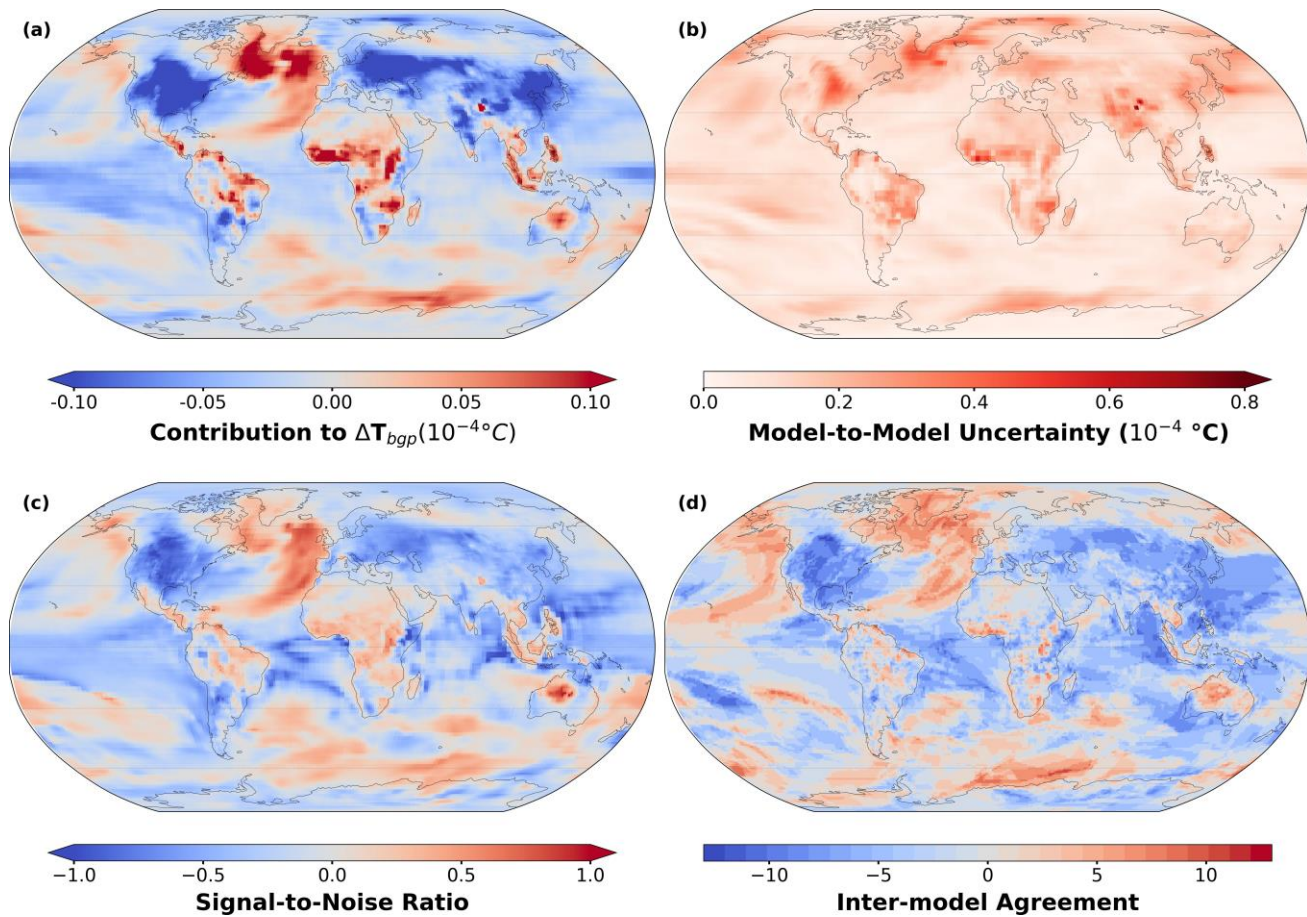 (a)
(b)
-0.10 -0.05 0.00 0.05 0.10
Contribution to ΔT_bgp(10⁻⁴°C)
0.0 0.2 0.4 0.6 0.8
Model-to-Model Uncertainty (10⁻⁴ °C)
(c)
(d)
−1.0 −0.5 0.0 0.5 1.0
Signal-to-Noise Ratio
−10 −5 0 5 10
Inter-model Agreement